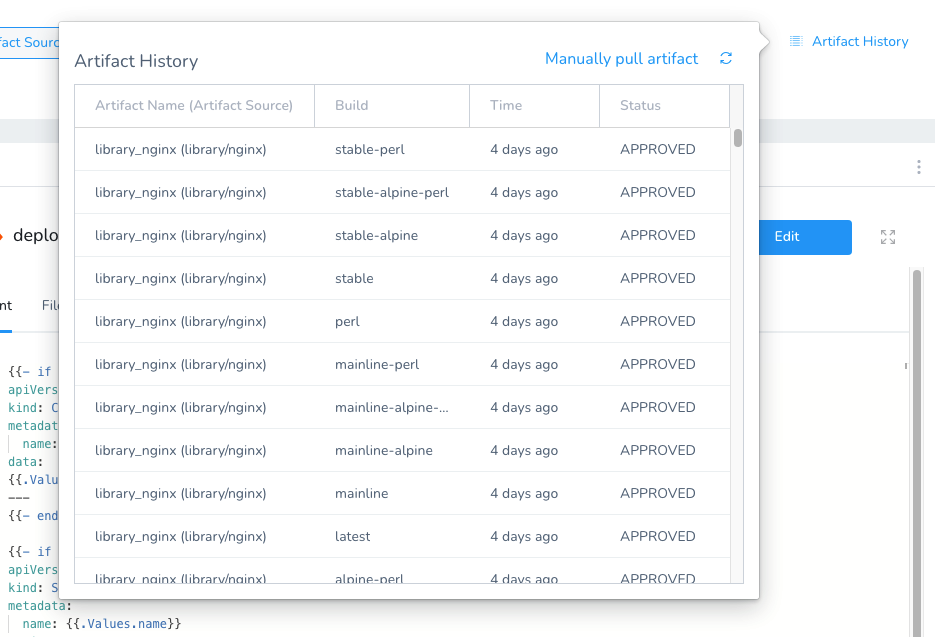 fact Sourc
Artifact History
Artifact History
Manually pull artifact
Artifact Name (Artifact Source) Build Time Status
library_nginx (library/nginx) stable-perl 4 days ago APPROVED
library_nginx (library/nginx) stable-alpine-perl 4 days ago APPROVED
library_nginx (library/nginx) stable-alpine 4 days ago APPROVED
library_nginx (library/nginx) stable 4 days ago APPROVED
library_nginx (library/nginx) perl 4 days ago APPROVED
library_nginx (library/nginx) mainline-perl 4 days ago APPROVED
library_nginx (library/nginx) mainline-alpine-... 4 days ago APPROVED
library_nginx (library/nginx) mainline-alpine 4 days ago APPROVED
library_nginx (library/nginx) mainline 4 days ago APPROVED
library_nginx (library/nginx) latest 4 days ago APPROVED
library_nginx (library/nginx) alpine-perl 4 days ago APPROVED
deplo
Edit
nt File
{{- if
apiVers
kind: C
metadat
name:
data:
{{.Valu
---
{{- end
{{- if
apiVers
kind: S
metadata:
name: {{.Values.name}}